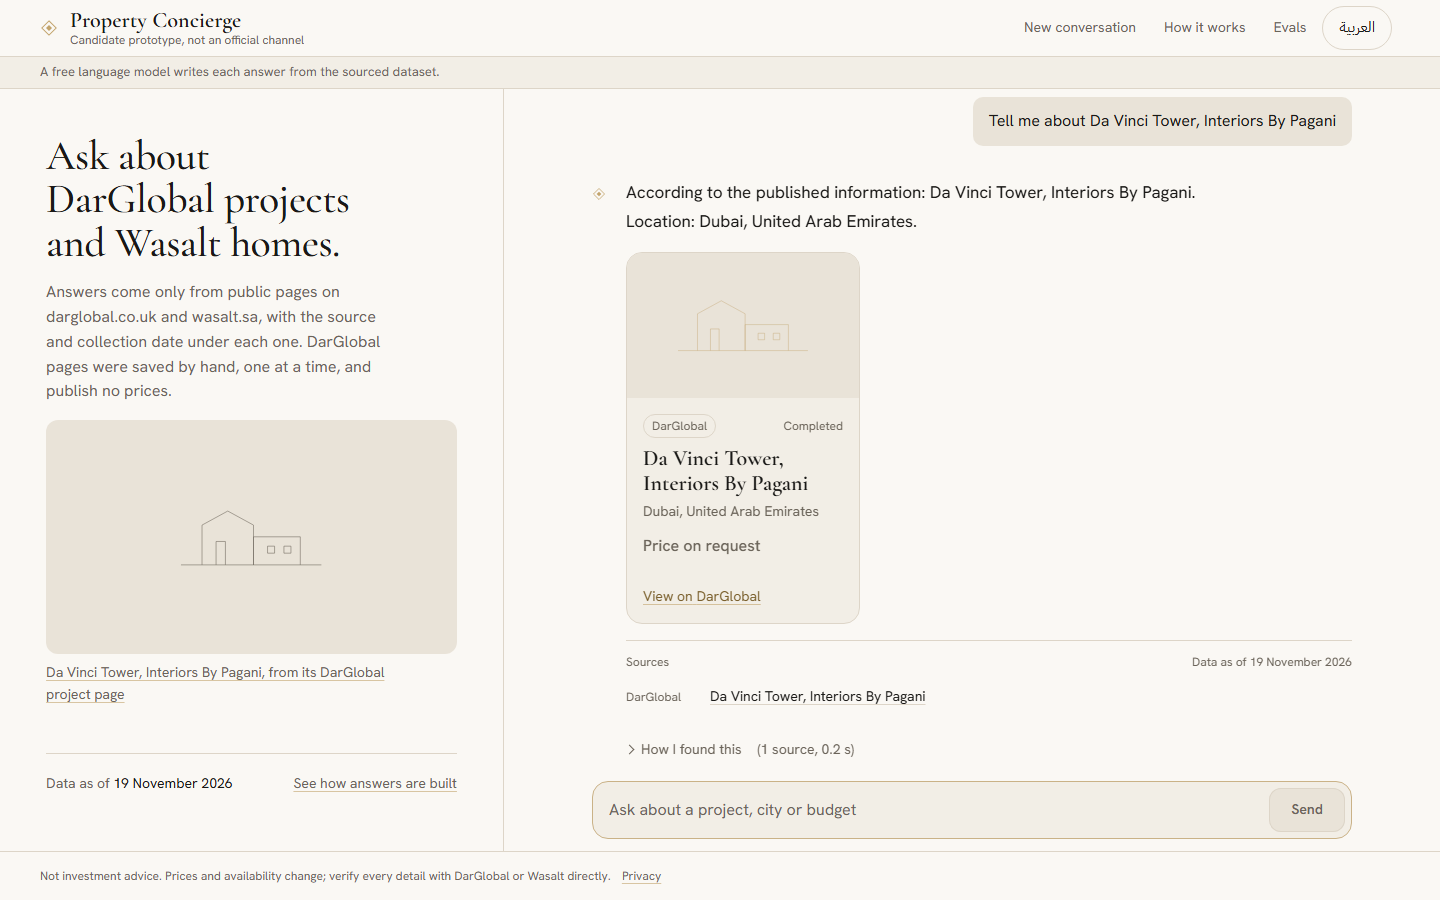 Property Concierge
Candidate prototype, not an official channel
New conversation
How it works
Evals
العربية
A free language model writes each answer from the sourced dataset.
Ask about
DarGlobal projects
and Wasalt homes.
Answers come only from public pages on
darglobal.co.uk and wasalt.sa, with the source
and collection date under each one. DarGlobal
pages were saved by hand, one at a time, and
publish no prices.
Da Vinci Tower, Interiors By Pagani, from its DarGlobal
project page
Data as of 19 November 2026
See how answers are built
Tell me about Da Vinci Tower, Interiors By Pagani
According to the published information: Da Vinci Tower, Interiors By Pagani.
Location: Dubai, United Arab Emirates.
DarGlobal
Completed
Da Vinci Tower,
Interiors By Pagani
Dubai, United Arab Emirates
Price on request
View on DarGlobal
Sources
Data as of 19 November 2026
DarGlobal
Da Vinci Tower, Interiors By Pagani
How I found this (1 source, 0.2 s)
Ask about a project, city or budget
Send
Not investment advice. Prices and availability change; verify every detail with DarGlobal or Wasalt directly.
Privacy